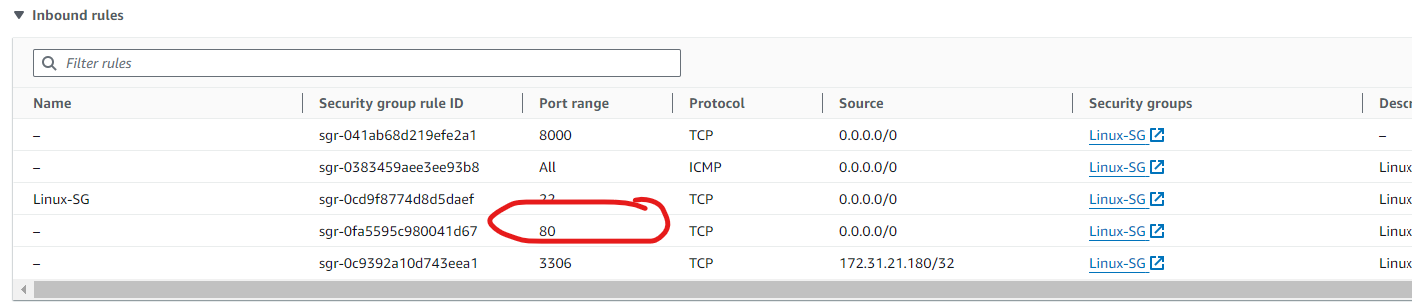 Inbound rules
Filter rules
Name Security group rule ID Port range Protocol Source Security groups Descr
– sgr-041ab68d219efe2a1 8000 TCP 0.0.0.0/0 Linux-SG –
– sgr-0383459aee3ee93b8 All ICMP 0.0.0.0/0 Linux-SG Linux
Linux-SG sgr-0cd9f8774d8d5daef 22 TCP 0.0.0.0/0 Linux-SG Linux
– sgr-0fa5595c980041d67 80 TCP 0.0.0.0/0 Linux-SG Linux
– sgr-0c9392a10d743eea1 3306 TCP 172.31.21.180/32 Linux-SG Linux